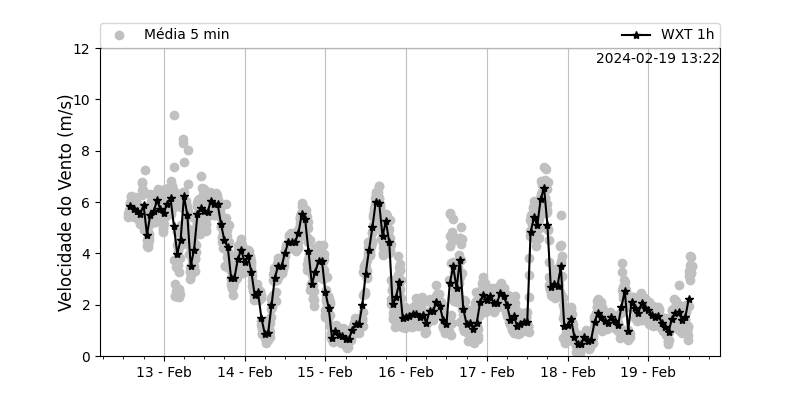 Média 5 min
WXT 1h
2024-02-19 13:22
Velocidade do Vento (m/s)
12
10
8
6
4
2
0
13 - Feb
14 - Feb
15 - Feb
16 - Feb
17 - Feb
18 - Feb
19 - Feb